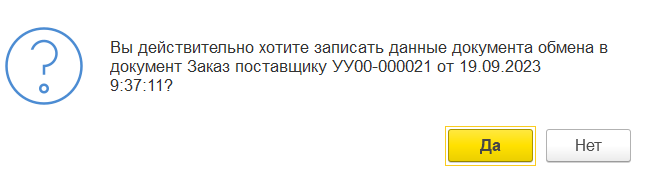 Вы действительно хотите записать данные документа обмена в
документ Заказ поставщику УУ00-000021 от 19.09.2023
9:37:11?
Да
Нет